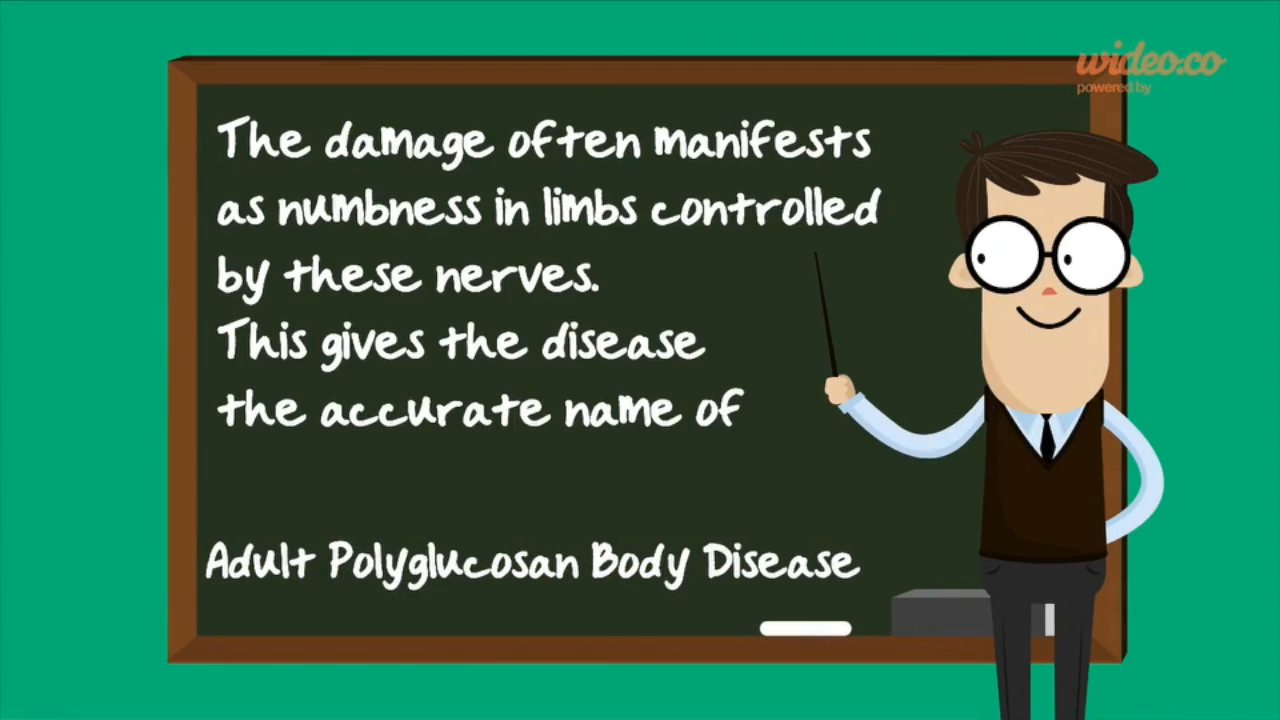 wideo.co
powered by
The damage often manifests
as numbness in limbs controlled
by these nerves.
This gives the disease
the accurate name of
Adult Polyglucosan Body Disease